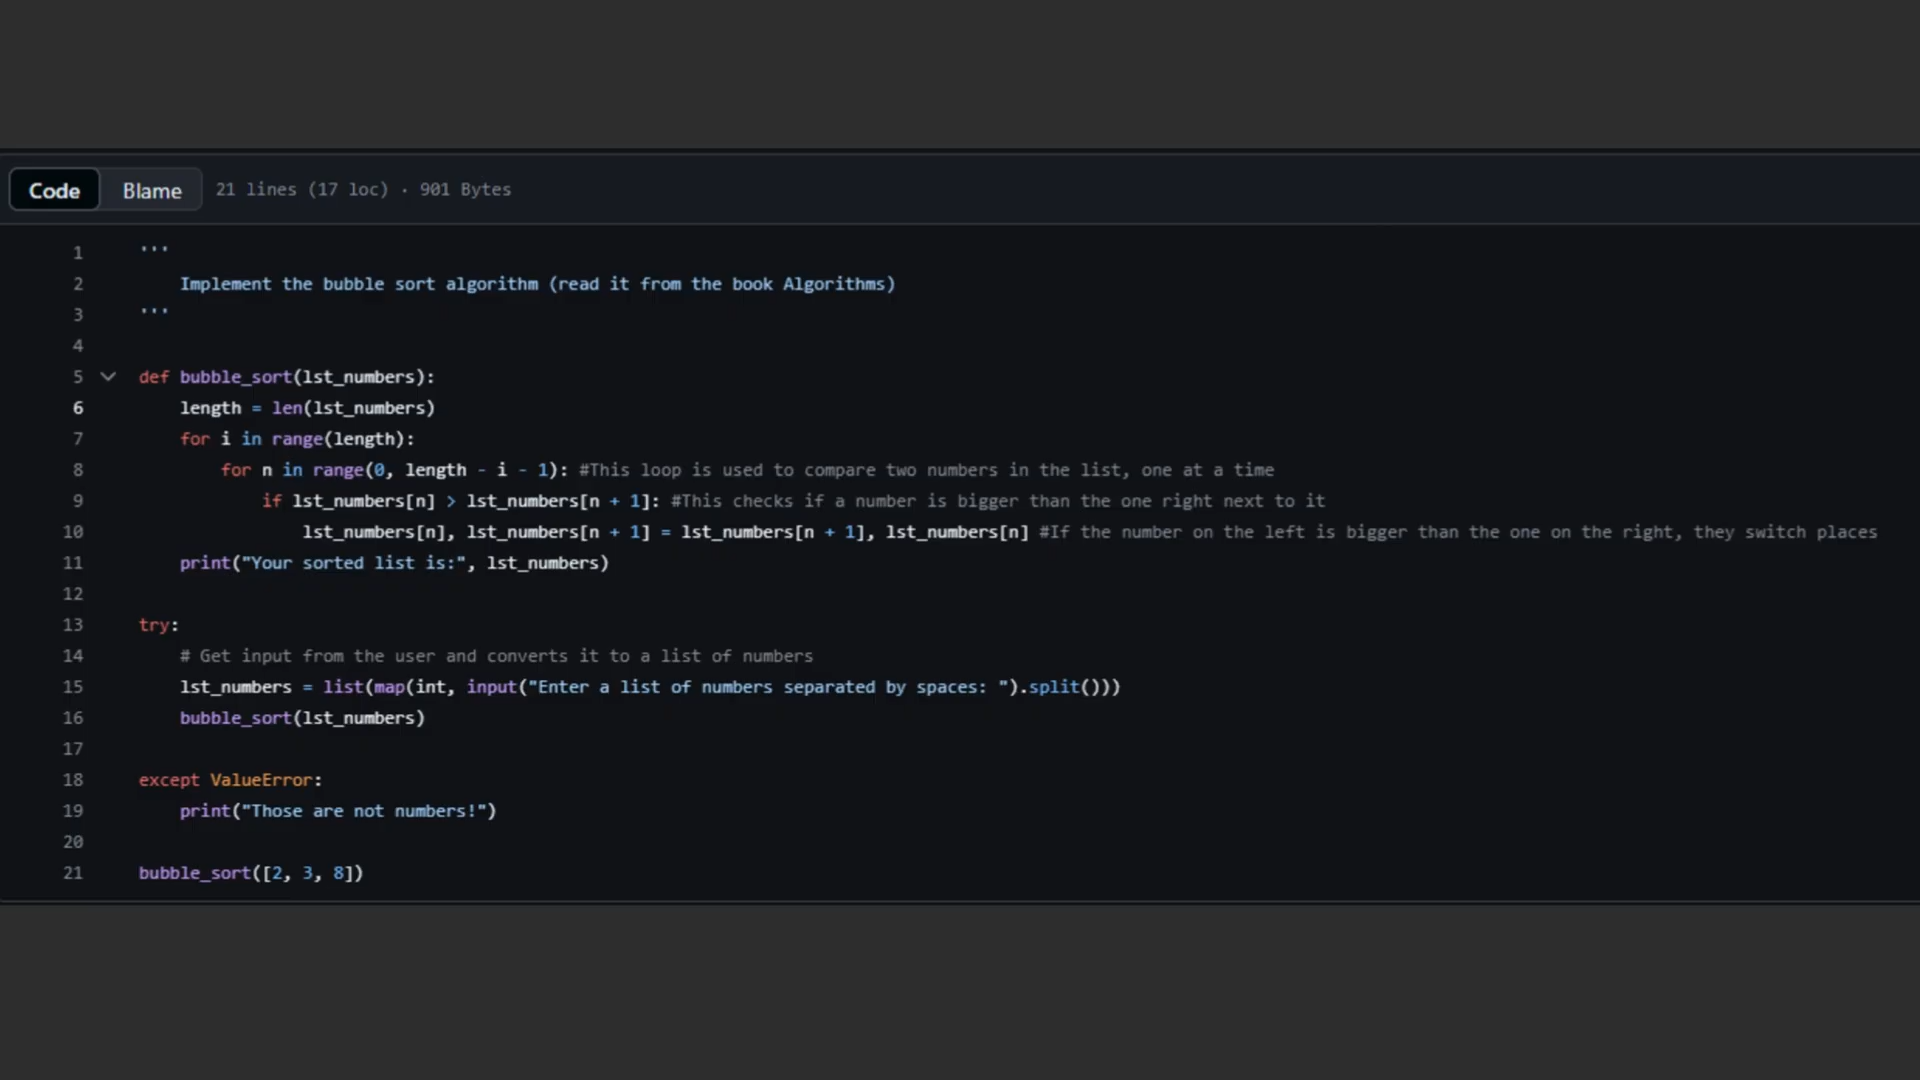 Code Blame 21 lines (17 loc) · 901 Bytes
1 '''
2 Implement the bubble sort algorithm (read it from the book Algorithms)
3 '''
4
5 def bubble_sort(lst_numbers):
6 length = len(lst_numbers)
7 for i in range(length):
8 for n in range(0, length - i - 1): #This loop is used to compare two numbers in the list, one at a time
9 if lst_numbers[n] > lst_numbers[n + 1]: #This checks if a number is bigger than the one right next to it
10 lst_numbers[n], lst_numbers[n + 1] = lst_numbers[n + 1], lst_numbers[n] #If the number on the left is bigger than the one on the right, they switch places
11 print("Your sorted list is:", lst_numbers)
12
13 try:
14 # Get input from the user and converts it to a list of numbers
15 lst_numbers = list(map(int, input("Enter a list of numbers separated by spaces: ").split()))
16 bubble_sort(lst_numbers)
17
18 except ValueError:
19 print("Those are not numbers!")
20
21 bubble_sort([2, 3, 8])